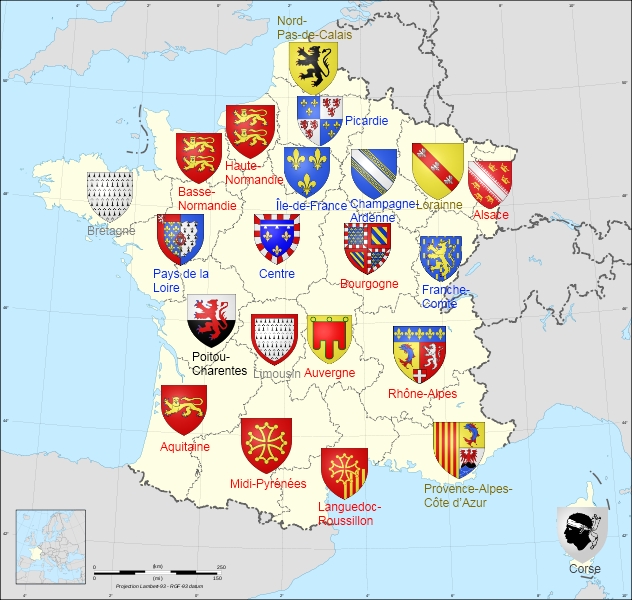 Nord-
Pas-de-Calais
Picardie
Haute-
Normandie
Basse-
Normandie
Île-de-France
Champagne-
Ardenne
Lorainne
Alsace
Bretagne
Pays de la
Loire
Centre
Bourgogne
Franche-
Comté
Poitou-
Charentes
Limousin
Auvergne
Rhône-Alpes
Aquitaine
Midi-Pyrénées
Languedoc-
Roussillon
Provence-Alpes-
Côte d'Azur
Corse
0 (km) 250
0 (mi) 150
Projection Lambert-93 - RGF-93 datum